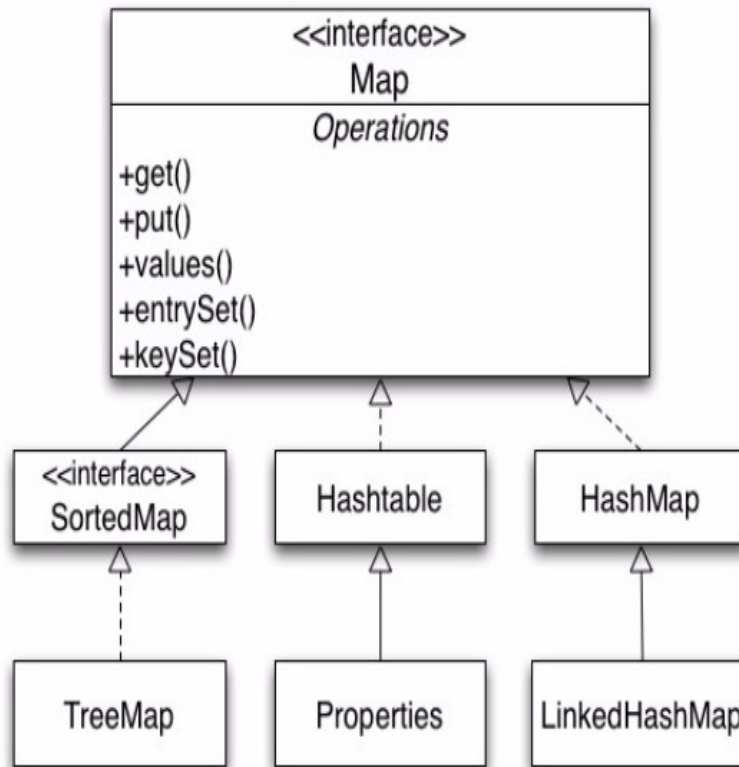 <<interface>>
Map
Operations
+get()
+put()
+values()
+entrySet()
+keySet()
<<interface>>
SortedMap
Hashtable
HashMap
TreeMap
Properties
LinkedHashMap